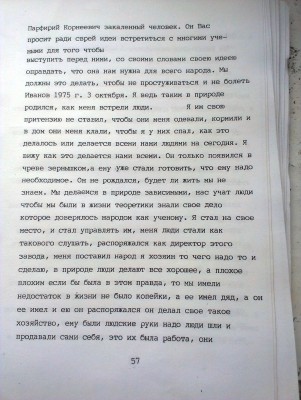 Парфирий Корнеевич закаленный человек. Он Вас
просит ради серей идеи встретиться с многими уче-
ными для того чтобы
выступить перед ними, со своими словами своею идеею
оправдать, что она нам нужна для всего народа. Мы
должны это делать, чтобы не простуживаться и не болеть
Иванов 1975 г. 3 октября. Я ведь таким в природе
родился, как меня встрели люди. Я им свою
притензию не ставил, чтобы они меня одевали, кормили и
в дом они меня клали, чтобы я у них спал, как это
делалось или делается всеми нами людями на сегодня. Я
вижу как это делается нами всеми. Он только появился в
чреве зернышком,а ему уже стали готовить, что ему надо
необходимое. Он не рождался, будет ли жить мы не
знаем. Мы делаемся в природе зависимыми, нас учат люди
чтобы мы были в жизни теоретики знали свое дело
которое доверялось народом как ученому. Я стал на свое
место, и стал управлять им, меня люди стали как
такового слушать, распоряжался как директор этого
завода, меня поставил народ я хозяин то чего надо то и
сделаю, в природе люди делают все хорошее, а плохое
плохим если бы была в этом правда, то мы имели
недостаток в жизни не было копейки, а ее имел дяд, а он
ее имел и ею он распоряжался он делал свое такое
хозяйство, ему были людские руки надо люди шли и
продавали сами себя, это их была работа, они
57